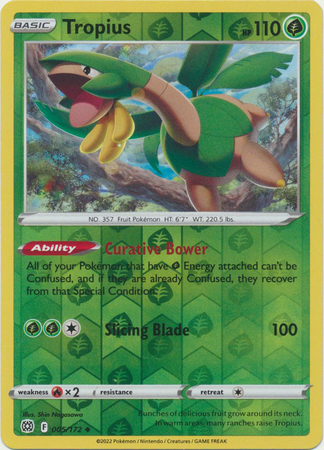 BASIC Tropius HP 110
NO. 357 Fruit Pokémon HT: 6'7" WT: 220.5 lbs.
Ability Curative Bower
All of your Pokémon that have Energy attached can't be
Confused, and if they are already Confused, they recover
from that Special Condition.
Slicing Blade 100
weakness ×2 resistance retreat
Illus. Shin Nagasawa
F 005/172
Bunches of delicious fruit grow around its neck.
In warm areas, many ranches raise Tropius.
©2022 Pokémon / Nintendo / Creatures / GAME FREAK